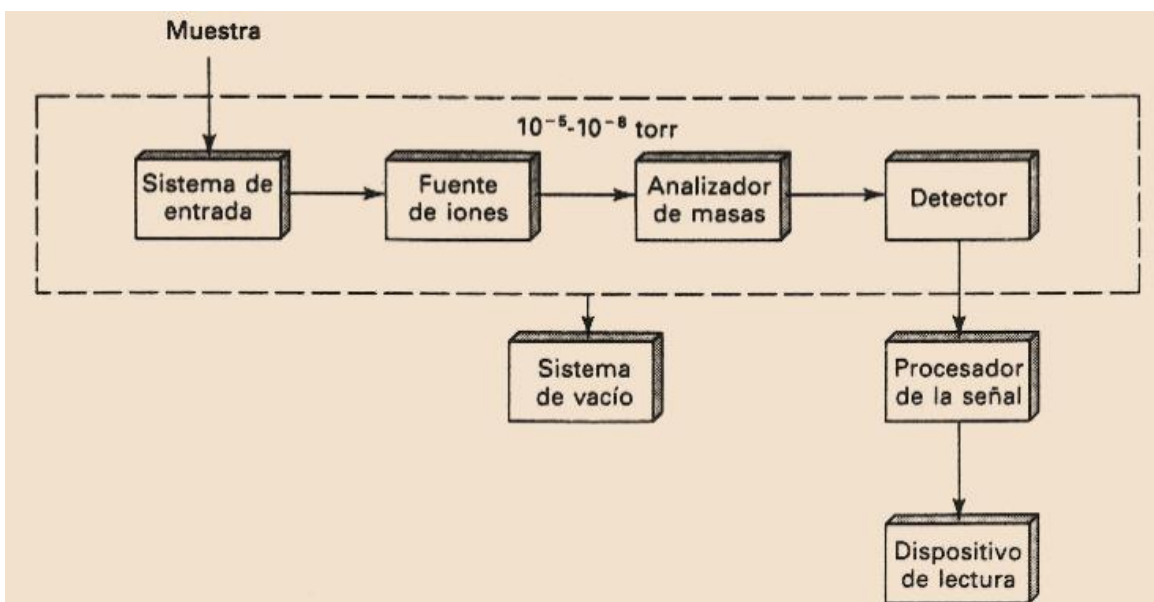 Muestra
10⁻⁵-10⁻⁸ torr
Sistema de
entrada
Fuente
de iones
Analizador
de masas
Detector
Sistema
de vacío
Procesador
de la señal
Dispositivo
de lectura